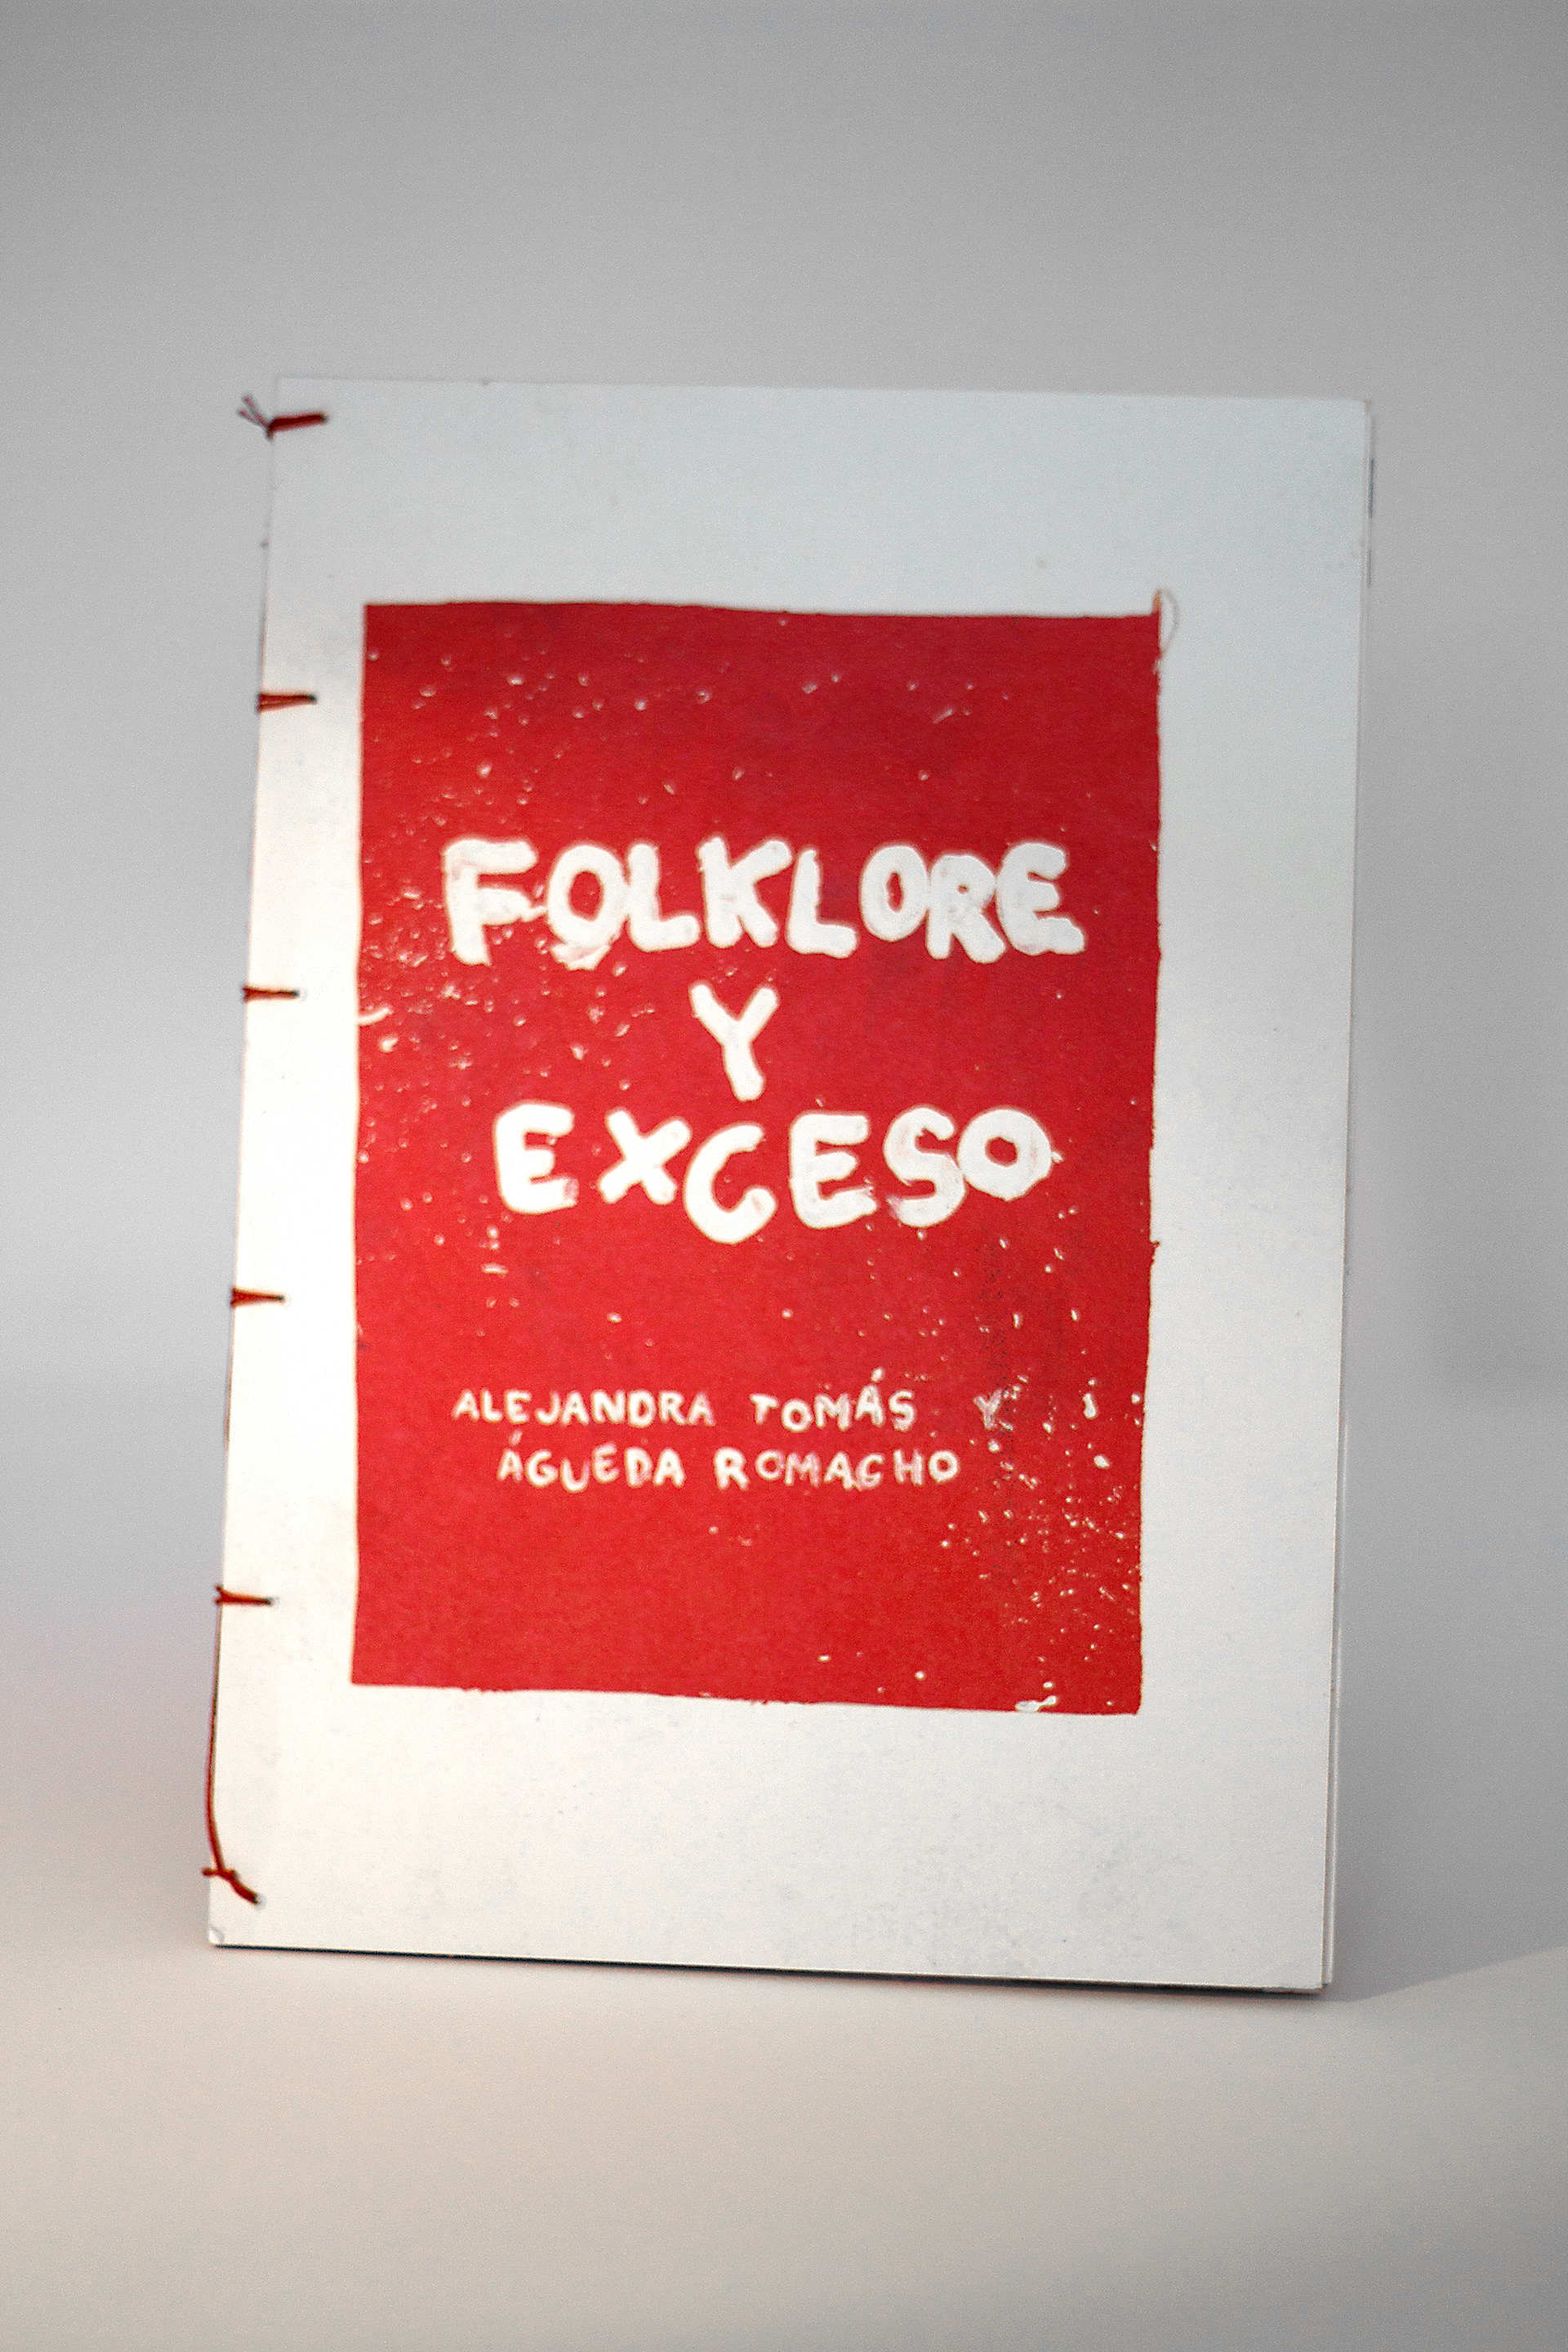 FOLKLORE
Y
EXCESO
ALEJANDRA TOMÁS Y
ÁGUEDA ROMACHO